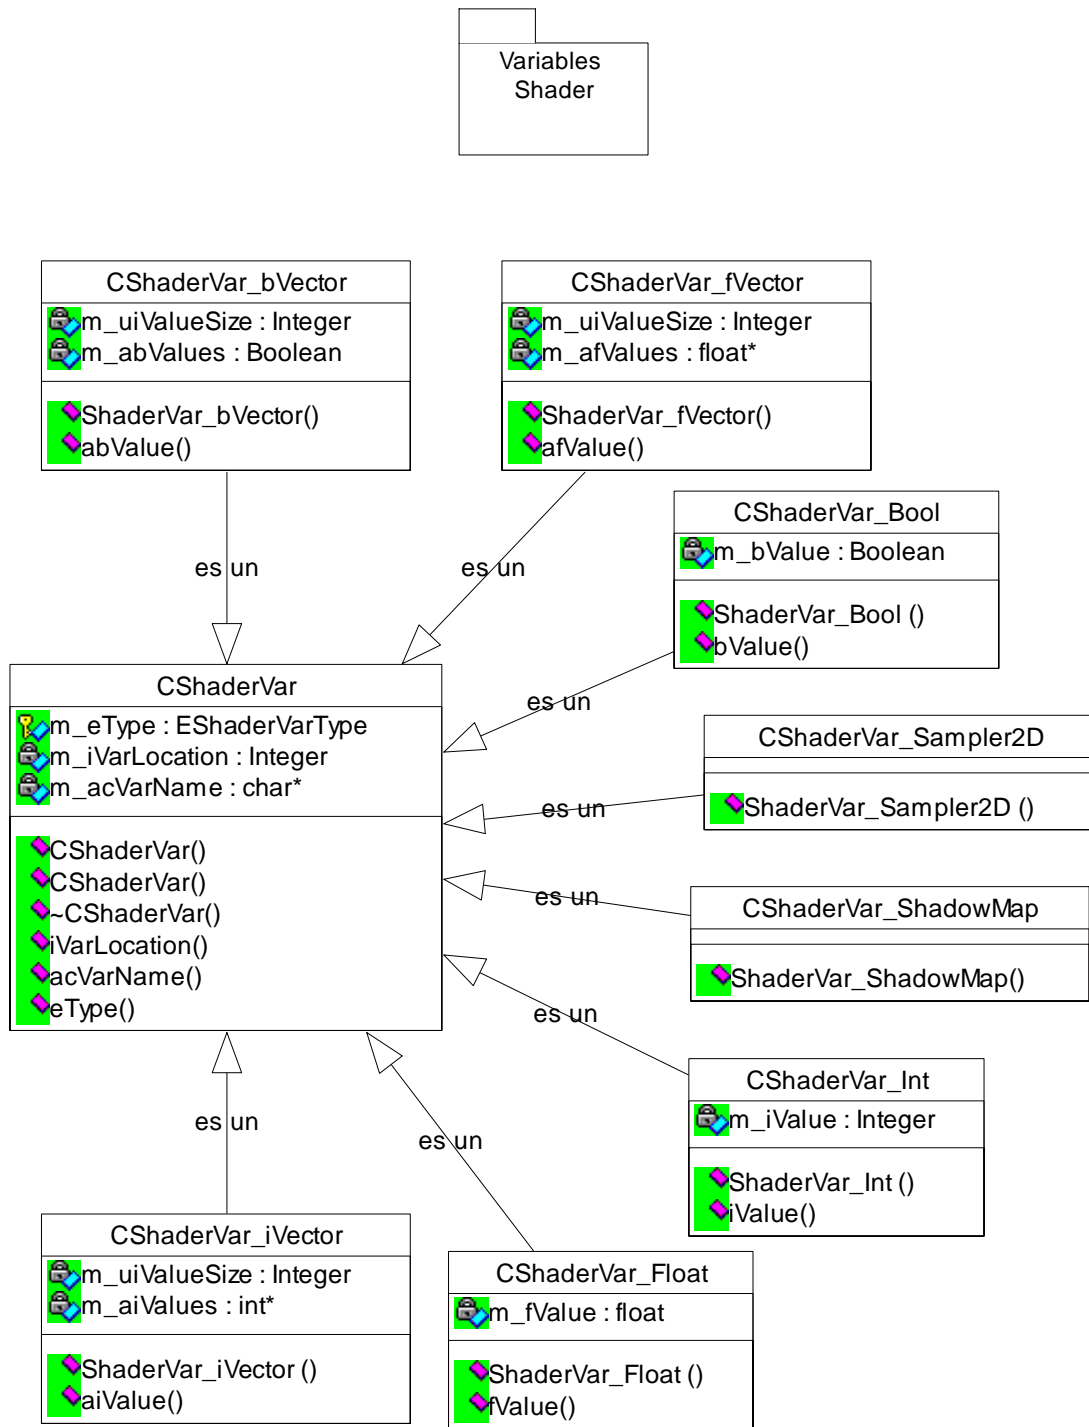 Variables
Shader
CShaderVar_bVector
m_uiValueSize : Integer
m_abValues : Boolean
ShaderVar_bVector()
abValue()
CShaderVar_fVector
m_uiValueSize : Integer
m_afValues : float*
ShaderVar_fVector()
afValue()
es un
es un
CShaderVar_Bool
m_bValue : Boolean
ShaderVar_Bool ()
bValue()
es un
CShaderVar
m_eType : EShaderVarType
m_iVarLocation : Integer
m_acVarName : char*
CShaderVar()
CShaderVar()
~CShaderVar()
iVarLocation()
acVarName()
eType()
CShaderVar_Sampler2D
ShaderVar_Sampler2D ()
es un
CShaderVar_ShadowMap
ShaderVar_ShadowMap()
es un
es un
CShaderVar_Int
m_iValue : Integer
ShaderVar_Int ()
iValue()
es un
es un
CShaderVar_iVector
m_uiValueSize : Integer
m_aiValues : int*
ShaderVar_iVector ()
aiValue()
CShaderVar_Float
m_fValue : float
ShaderVar_Float ()
fValue()